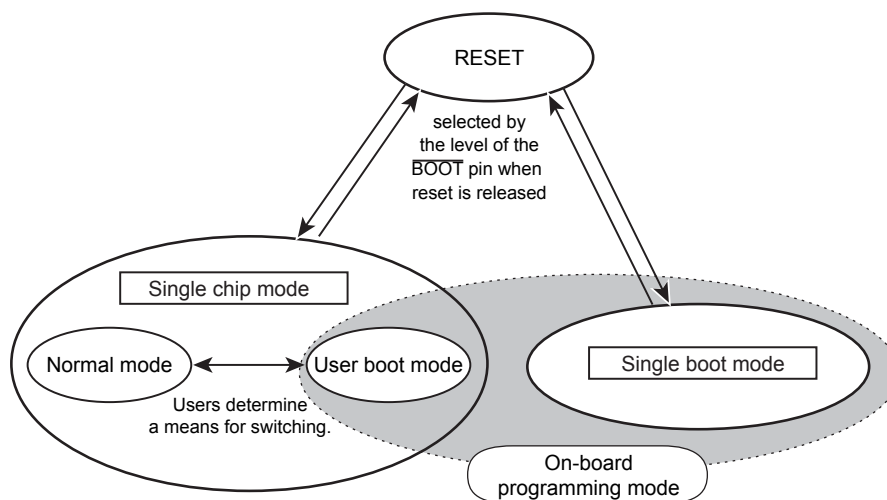 RESET
selected by
the level of the
BOOT pin when
reset is released
Single chip mode
Normal mode
User boot mode
Single boot mode
Users determine
a means for switching.
On-board
programming mode